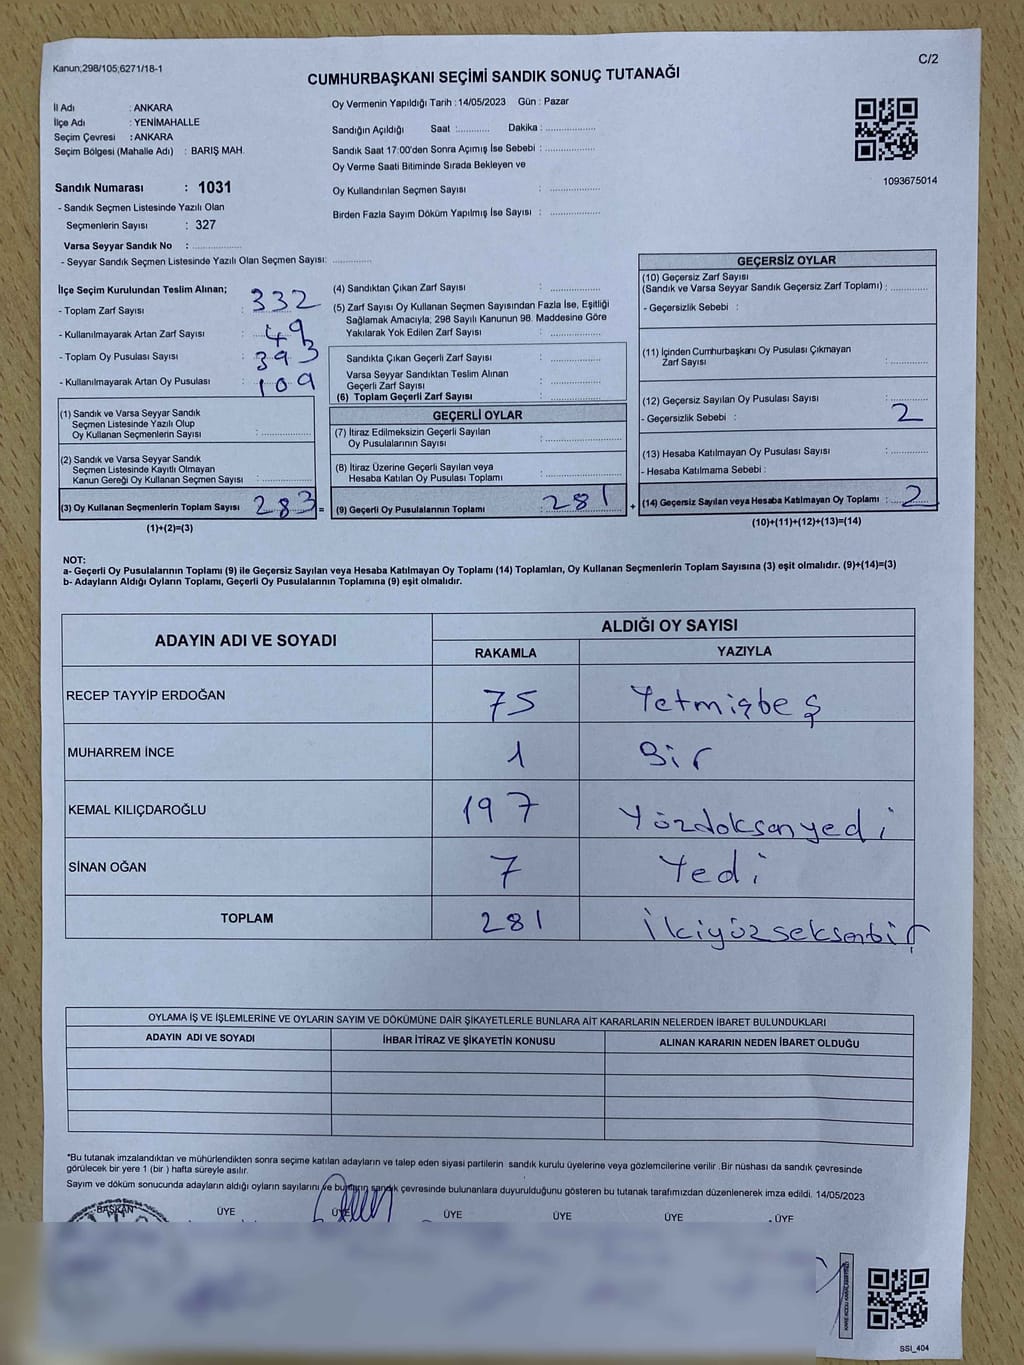 Kanun;298/105;6271/18-1
C/2
CUMHURBAŞKANI SEÇİMİ SANDIK SONUÇ TUTANAĞI
İl Adı : ANKARA
İlçe Adı : YENİMAHALLE
Seçim Çevresi : ANKARA
Seçim Bölgesi (Mahalle Adı) : BARIŞ MAH.
Sandık Numarası : 1031
- Sandık Seçmen Listesinde Yazılı Olan
Seçmenlerin Sayısı : 327
Varsa Seyyar Sandık No : ..............
- Seyyar Sandık Seçmen Listesinde Yazılı Olan Seçmen Sayısı: ............
Oy Vermenin Yapıldığı Tarih : 14/05/2023 Gün : Pazar
Sandığın Açıldığı Saat :........... Dakika : ................
Sandık Saat 17:00'den Sonra Açımış İse Sebebi : ................
Oy Verme Saati Bitiminde Sırada Bekleyen ve
Oy Kullandırılan Seçmen Sayısı : ................
Birden Fazla Sayım Döküm Yapılmış İse Sayısı : ................
1093675014
İlçe Seçim Kurulundan Teslim Alınan;
- Toplam Zarf Sayısı : 332
- Kullanılmayarak Artan Zarf Sayısı : 49
- Toplam Oy Pusulası Sayısı : 393
- Kullanılmayarak Artan Oy Pusulası : 109
(1) Sandık ve Varsa Seyyar Sandık
Seçmen Listesinde Yazılı Olup
Oy Kullanan Seçmenlerin Sayısı : ................
(2) Sandık ve Varsa Seyyar Sandık
Seçmen Listesinde Kayıtlı Olmayan
Kanun Gereği Oy Kullanan Seçmen Sayısı : ................
(3) Oy Kullanan Seçmenlerin Toplam Sayısı : 283 =
(1)+(2)=(3)
(4) Sandıktan Çıkan Zarf Sayısı : ................
(5) Zarf Sayısı Oy Kullanan Seçmen Sayısından Fazla İse, Eşitliği
Sağlamak Amacıyla; 298 Sayılı Kanunun 98. Maddesine Göre
Yakılarak Yok Edilen Zarf Sayısı : ................
Sandıkta Çıkan Geçerli Zarf Sayısı : ................
Varsa Seyyar Sandıktan Teslim Alınan
Geçerli Zarf Sayısı : ................
(6) Toplam Geçerli Zarf Sayısı : ................
GEÇERLİ OYLAR
(7) İtiraz Edilmeksizin Geçerli Sayılan
Oy Pusulalarının Sayısı : ................
(8) İtiraz Üzerine Geçerli Sayılan veya
Hesaba Katılan Oy Pusulası Toplamı : ................
(9) Geçerli Oy Pusulalarının Toplamı : 281 +
GEÇERSİZ OYLAR
(10) Geçersiz Zarf Sayısı
(Sandık ve Varsa Seyyar Sandık Geçersiz Zarf Toplamı) : ............
- Geçersizlik Sebebi :
(11) İçinden Cumhurbaşkanı Oy Pusulası Çıkmayan
Zarf Sayısı : ............
(12) Geçersiz Sayılan Oy Pusulası Sayısı : ............
- Geçersizlik Sebebi : 2
(13) Hesaba Katılmayan Oy Pusulası Sayısı : ............
- Hesaba Katılmama Sebebi :
(14) Geçersiz Sayılan veya Hesaba Katılmayan Oy Toplamı : 2
(10)+(11)+(12)+(13)=(14)
NOT:
a- Geçerli Oy Pusulalarının Toplamı (9) ile Geçersiz Sayılan veya Hesaba Katılmayan Oy Toplamı (14) Toplamları, Oy Kullanan Seçmenlerin Toplam Sayısına (3) eşit olmalıdır. (9)+(14)=(3)
b- Adayların Aldığı Oyların Toplamı, Geçerli Oy Pusulalarının Toplamına (9) eşit olmalıdır.
ADAYIN ADI VE SOYADI
ALDIĞI OY SAYISI
RAKAMLA YAZIYLA
RECEP TAYYİP ERDOĞAN 75 Yetmişbeş
MUHARREM İNCE 1 Bir
KEMAL KILIÇDAROĞLU 197 Yüzdoksanyedi
SİNAN OĞAN 7 Yedi
TOPLAM 281 İkiyüzseksenbir
OYLAMA İŞ VE İŞLEMLERİNE VE OYLARIN SAYIM VE DÖKÜMÜNE DAİR ŞİKAYETLERLE BUNLARA AİT KARARLARIN NELERDEN İBARET BULUNDUKLARI
ADAYIN ADI VE SOYADI İHBAR İTİRAZ VE ŞİKAYETİN KONUSU ALINAN KARARIN NEDEN İBARET OLDUĞU
*Bu tutanak imzalandıktan ve mühürlendikten sonra seçime katılan adayların ve talep eden siyasi partilerin sandık kurulu üyelerine veya gözlemcilerine verilir .Bir nüshası da sandık çevresinde
görülecek bir yere 1 (bir ) hafta süreyle asılır.
Sayım ve döküm sonucunda adayların aldığı oyların sayılarını ve bunların sandık çevresinde bulunanlara duyurulduğunu gösteren bu tutanak tarafımızdan düzenlenerek imza edildi. 14/05/2023
BAŞKAN ÜYE ÜYE ÜYE ÜYE ÜYE ÜYE
SSI_404